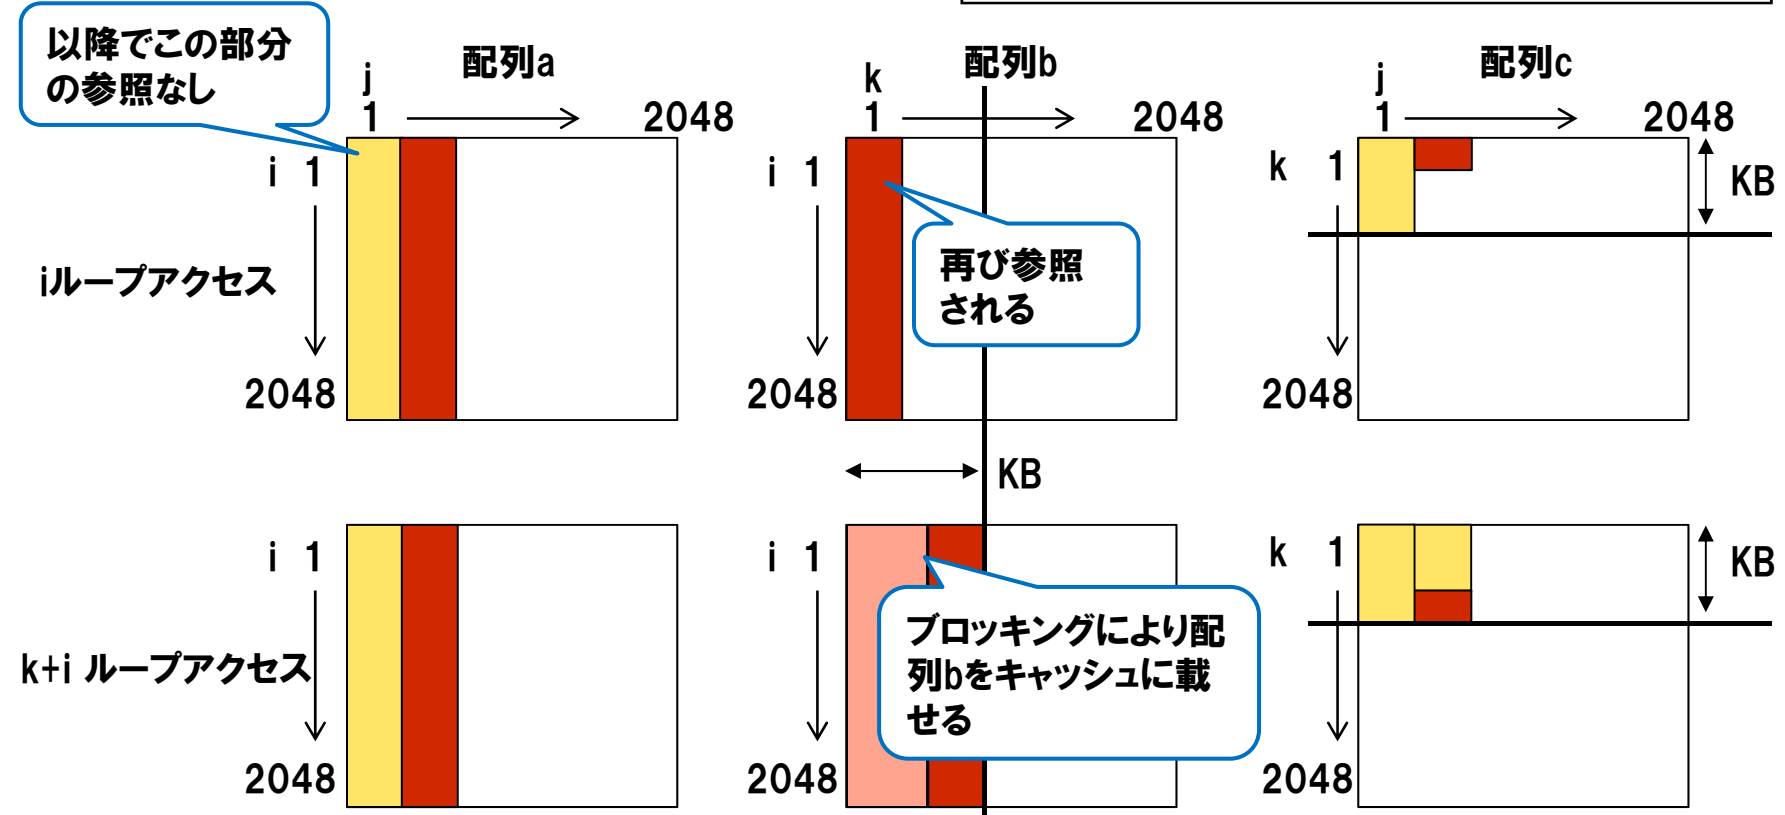 以降でこの部分
の参照なし
配列a
j
1
2048
配列b
k
1
2048
配列c
j
1
2048
i 1
i 1
k 1
KB
iループアクセス
再び参照
される
2048
2048
2048
KB
i 1
i 1
k 1
KB
k+i ループアクセス
ブロッキングにより配
列bをキャッシュに載
せる
2048
2048
2048